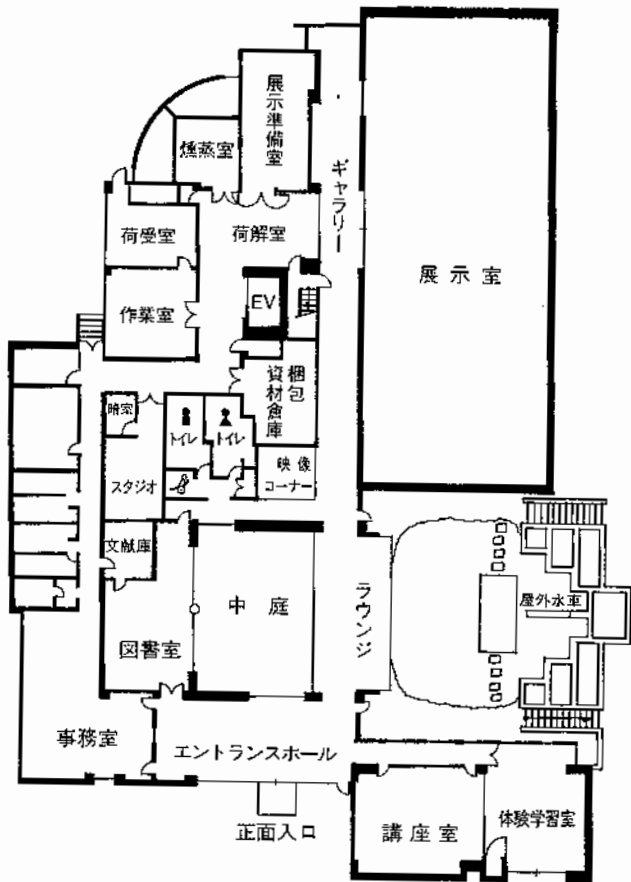 展示準備室
燻蒸室
ギャラリー
荷受室
荷解室
展示室
作業室
EV
梱包
資材倉庫
暗室
トイレ
トイレ
映像
コーナー
スタジオ
文献庫
中庭
ラウンジ
屋外水車
図書室
事務室
エントランスホール
正面入口
講座室
体験学習室